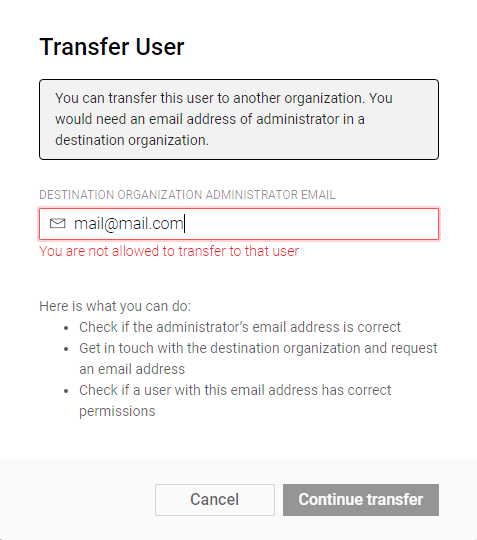 Transfer User
You can transfer this user to another organization. You
would need an email address of administrator in a
destination organization.
DESTINATION ORGANIZATION ADMINISTRATOR EMAIL
mail@mail.com
You are not allowed to transfer to that user
Here is what you can do:
• Check if the administrator's email address is correct
• Get in touch with the destination organization and request
an email address
• Check if a user with this email address has correct
permissions
Cancel
Continue transfer